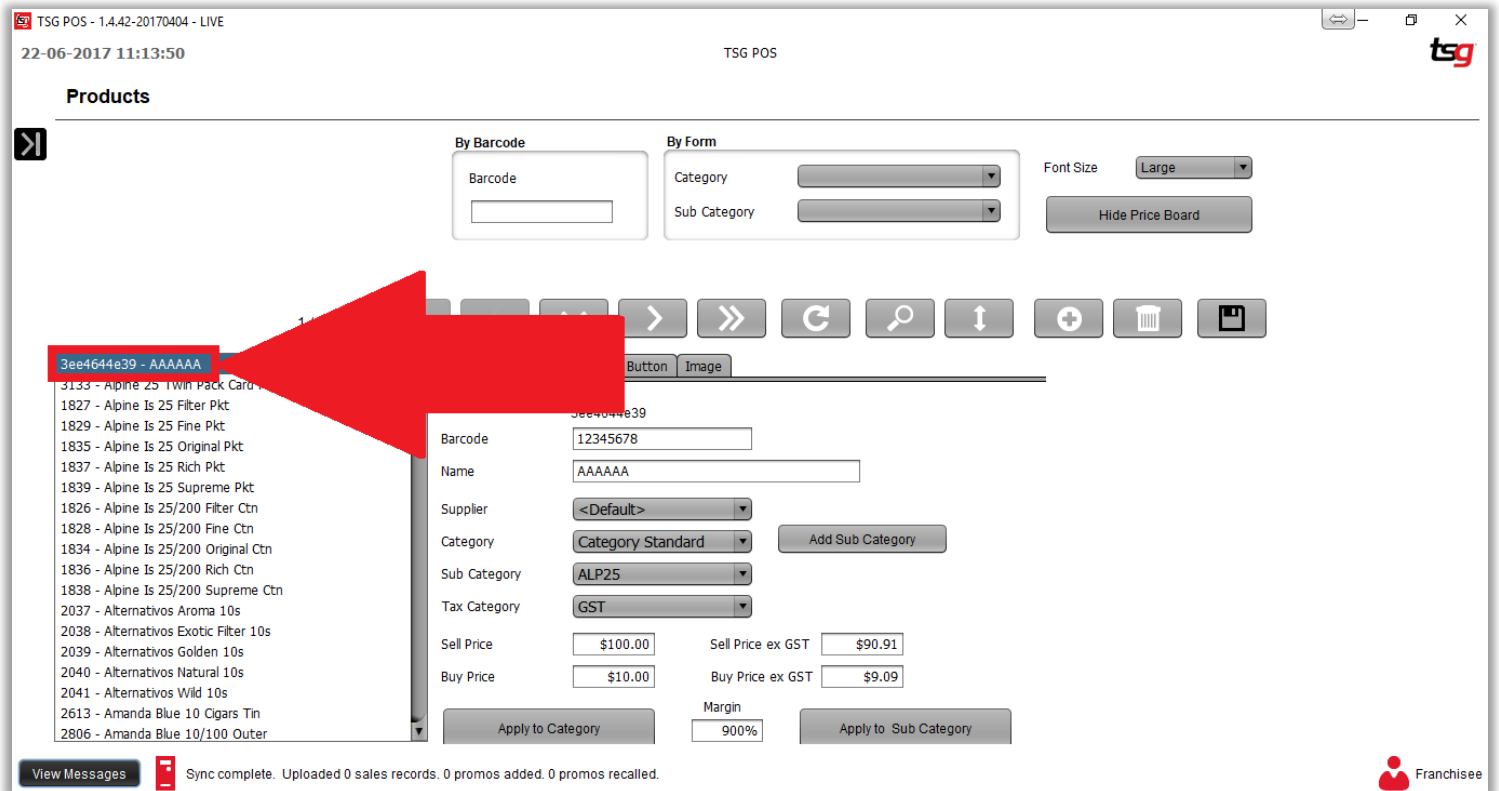 TSG POS - 1.4.42-20170404 - LIVE
22-06-2017 11:13:50
TSG POS
tsg
Products
By Barcode
Barcode
By Form
Category
Sub Category
Font Size
Large
Hide Price Board
3ee4644e39 - AAAAAA
3133 - Alpine 25 Twin Pack Card
1827 - Alpine Is 25 Filter Pkt
1829 - Alpine Is 25 Fine Pkt
1835 - Alpine Is 25 Original Pkt
1837 - Alpine Is 25 Rich Pkt
1839 - Alpine Is 25 Supreme Pkt
1826 - Alpine Is 25/200 Filter Ctn
1828 - Alpine Is 25/200 Fine Ctn
1834 - Alpine Is 25/200 Original Ctn
1836 - Alpine Is 25/200 Rich Ctn
1838 - Alpine Is 25/200 Supreme Ctn
2037 - Alternativos Aroma 10s
2038 - Alternativos Exotic Filter 10s
2039 - Alternativos Golden 10s
2040 - Alternativos Natural 10s
2041 - Alternativos Wild 10s
2613 - Amanda Blue 10 Cigars Tin
2806 - Amanda Blue 10/100 Outer
Button
Image
3ee4644e39
Barcode
12345678
Name
AAAAAA
Supplier
<Default>
Category
Category Standard
Add Sub Category
Sub Category
ALP25
Tax Category
GST
Sell Price
$100.00
Sell Price ex GST
$90.91
Buy Price
$10.00
Buy Price ex GST
$9.09
Apply to Category
Margin
900%
Apply to Sub Category
View Messages
Sync complete. Uploaded 0 sales records. 0 promos added. 0 promos recalled.
Franchisee